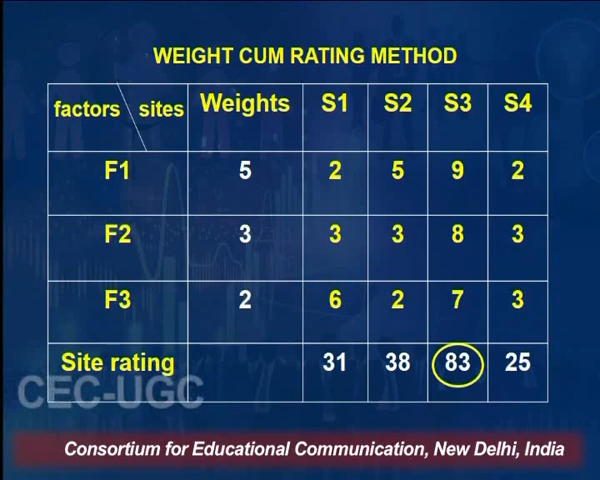 WEIGHT CUM RATING METHOD
factors sites Weights S1 S2 S3 S4
F1 5 2 5 9 2
F2 3 3 3 8 3
F3 2 6 2 7 3
Site rating 31 38 83 25
CEC-UGC
Consortium for Educational Communication, New Delhi, India